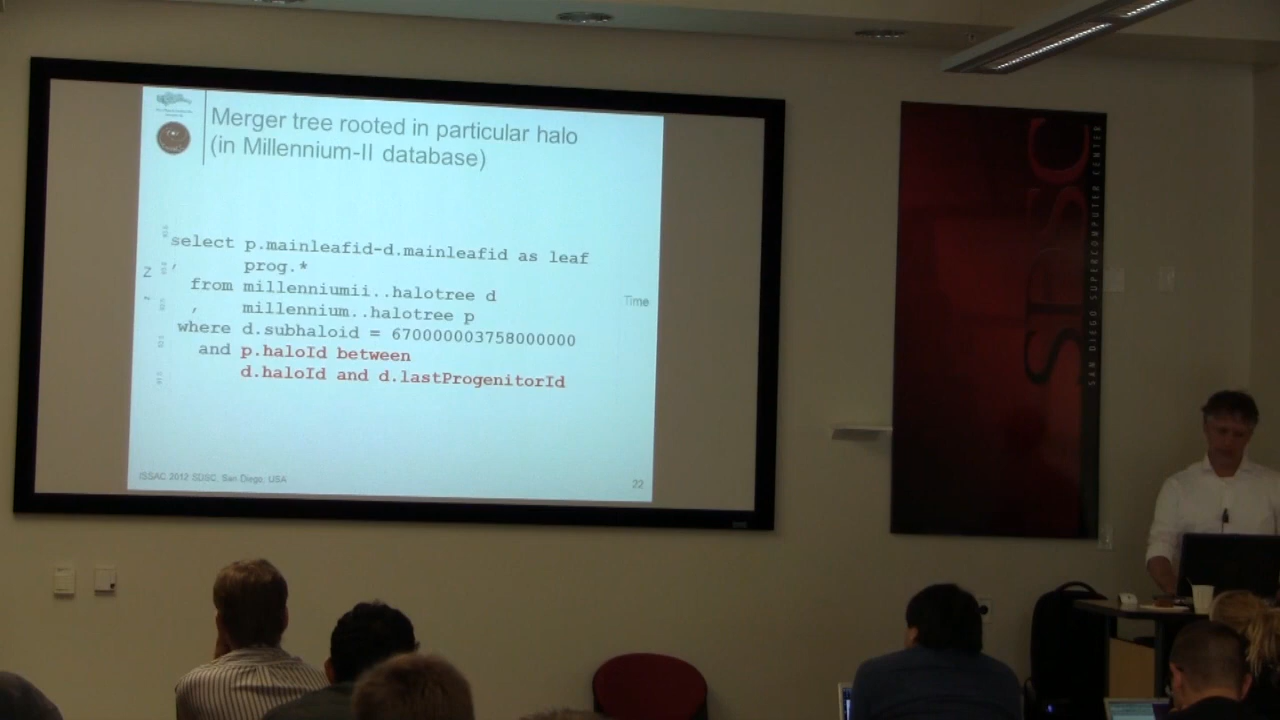 Merger tree rooted in particular halo
(in Millennium-II database)
select p.mainleafid-d.mainleafid as leaf
, prog.*
from millenniumii..halotree d
, millennium..halotree p
where d.subhaloid = 670000003758000000
and p.haloId between
d.haloId and d.lastProgenitorId
Z
Time
ISSAC 2012 SDSC, San Diego, USA
22
SDSC
SAN DIEGO SUPERCOMPUTER CENTER